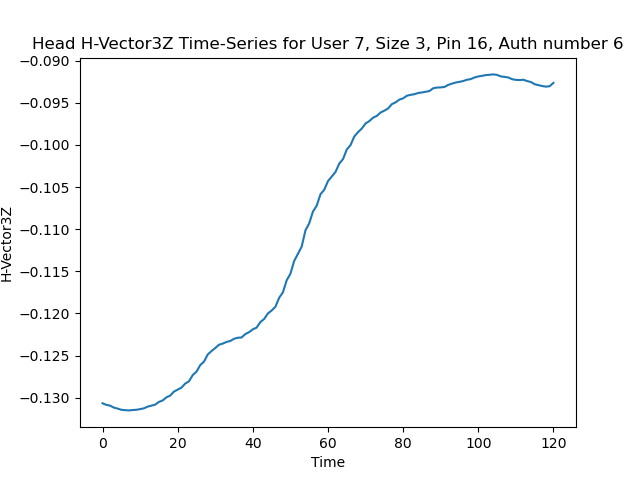 Head H-Vector3Z Time-Series for User 7, Size 3, Pin 16, Auth number 6
−0.090
−0.095
−0.100
−0.105
−0.110
−0.115
−0.120
−0.125
−0.130
H-Vector3Z
0 20 40 60 80 100 120
Time